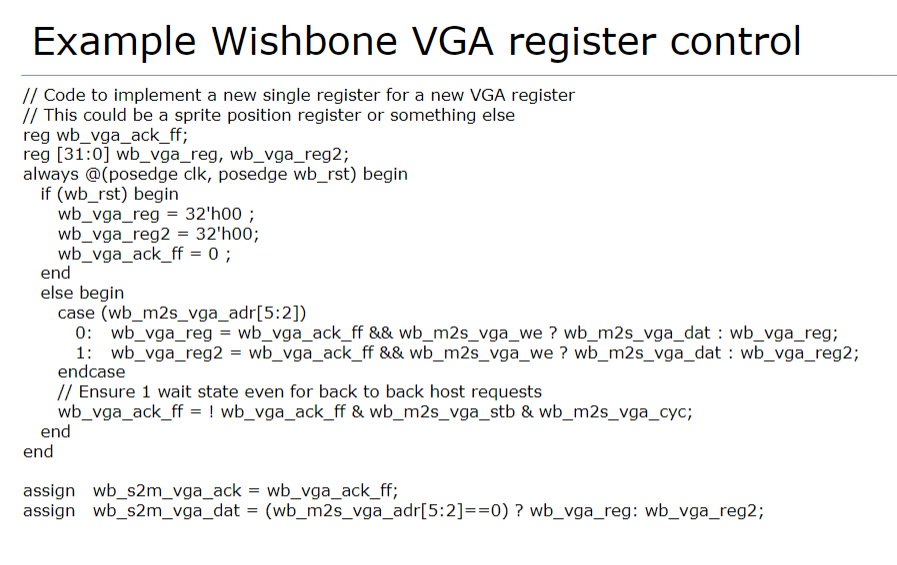 Example Wishbone VGA register control
// Code to implement a new single register for a new VGA register
// This could be a sprite position register or something else
reg wb_vga_ack_ff;
reg [31:0] wb_vga_reg, wb_vga_reg2;
always @(posedge clk, posedge wb_rst) begin
if (wb_rst) begin
wb_vga_reg = 32'h00 ;
wb_vga_reg2 = 32'h00;
wb_vga_ack_ff = 0 ;
end
else begin
case (wb_m2s_vga_adr[5:2])
0: wb_vga_reg = wb_vga_ack_ff && wb_m2s_vga_we ? wb_m2s_vga_dat : wb_vga_reg;
1: wb_vga_reg2 = wb_vga_ack_ff && wb_m2s_vga_we ? wb_m2s_vga_dat : wb_vga_reg2;
endcase
// Ensure 1 wait state even for back to back host requests
wb_vga_ack_ff = ! wb_vga_ack_ff & wb_m2s_vga_stb & wb_m2s_vga_cyc;
end
end
assign wb_s2m_vga_ack = wb_vga_ack_ff;
assign wb_s2m_vga_dat = (wb_m2s_vga_adr[5:2]==0) ? wb_vga_reg: wb_vga_reg2;